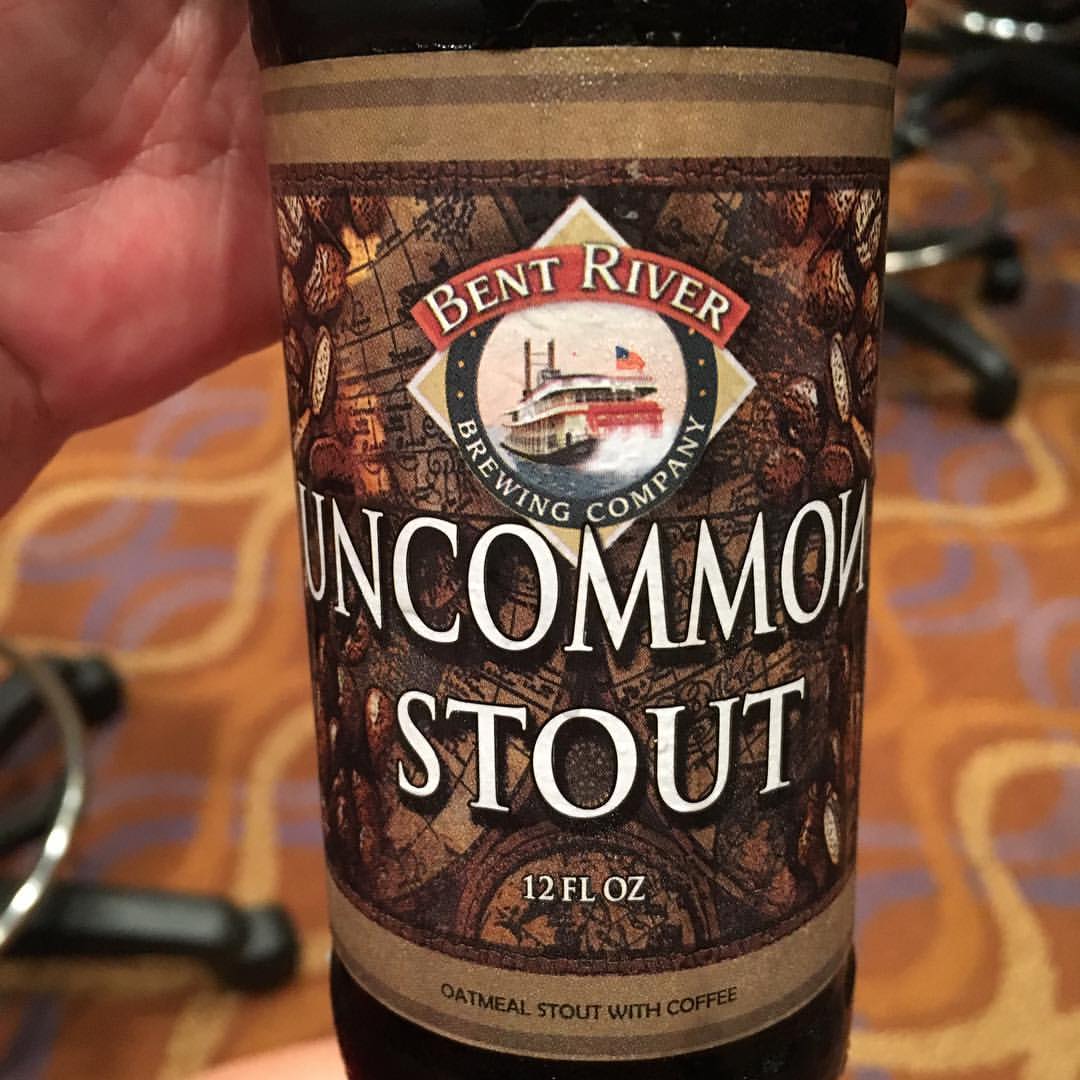 BENT RIVER
BREWING COMPANY
UNCOMMON
STOUT
12 FL OZ
OATMEAL STOUT WITH COFFEE